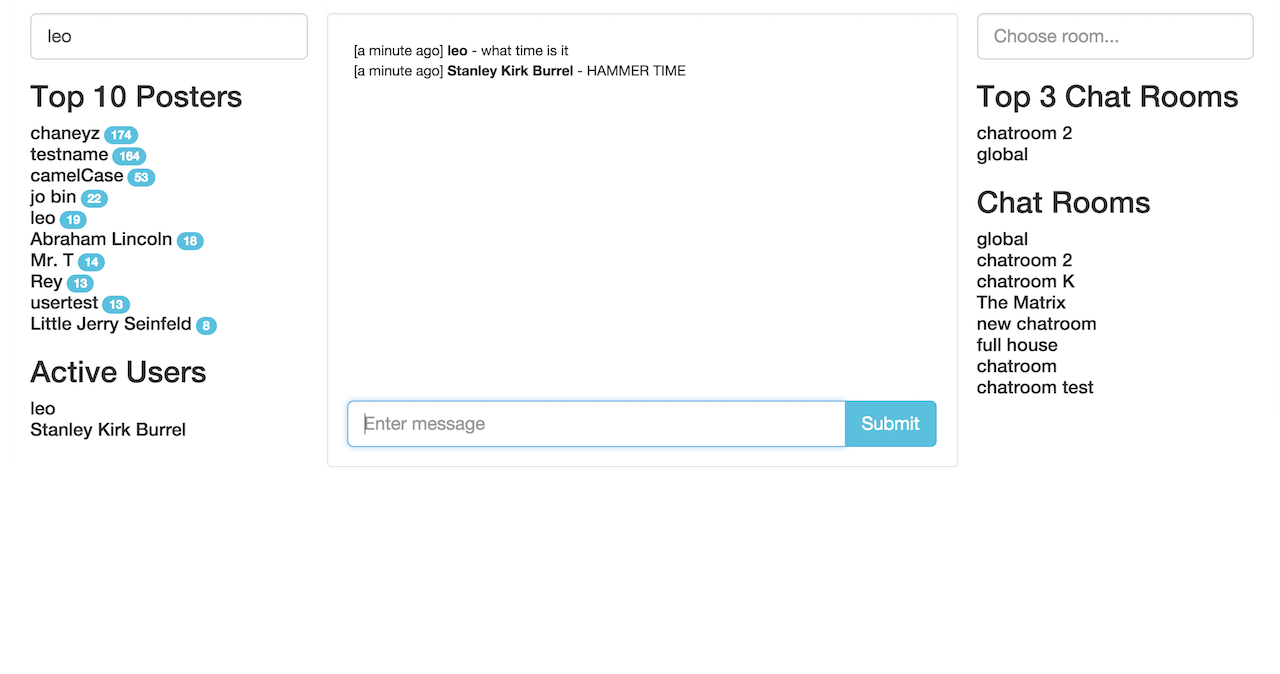 leo
Top 10 Posters
chaneyz 174
testname 164
camelCase 53
jo bin 22
leo 19
Abraham Lincoln 18
Mr. T 14
Rey 13
usertest 13
Little Jerry Seinfeld 8
Active Users
leo
Stanley Kirk Burrel
[a minute ago] leo - what time is it
[a minute ago] Stanley Kirk Burrel - HAMMER TIME
Enter message
Submit
Choose room...
Top 3 Chat Rooms
chatroom 2
global
Chat Rooms
global
chatroom 2
chatroom K
The Matrix
new chatroom
full house
chatroom
chatroom test